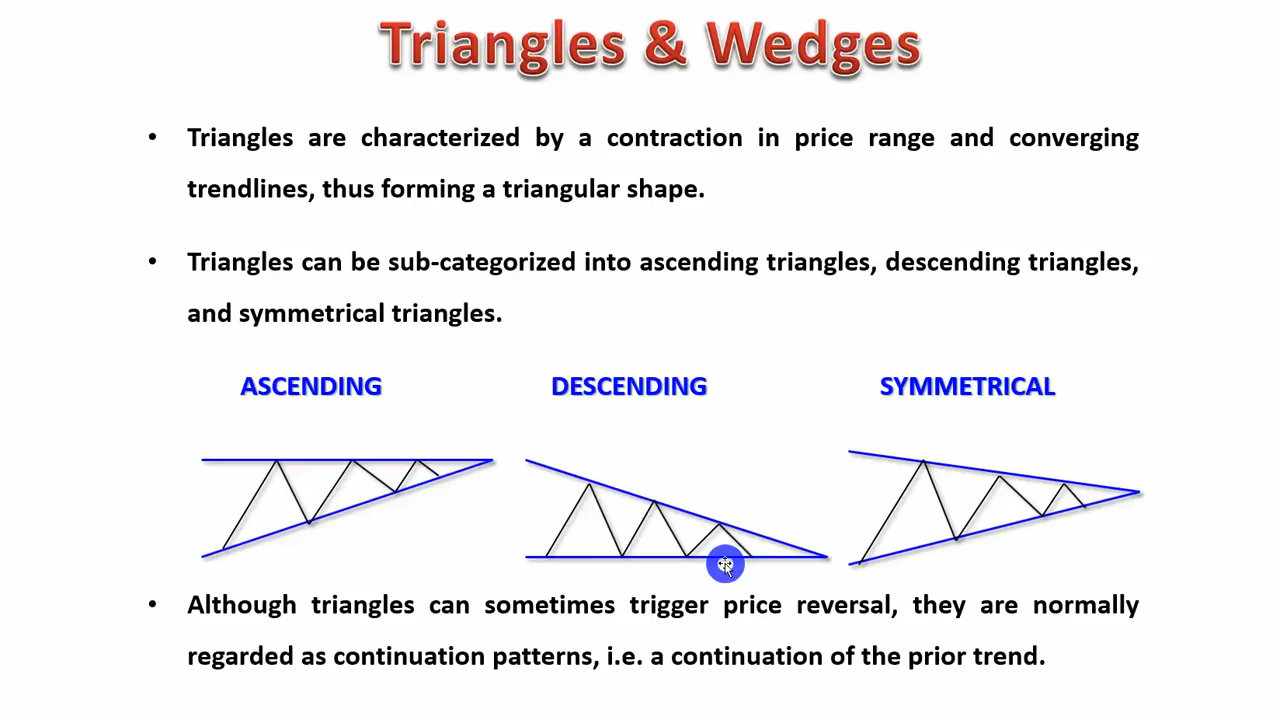 Triangles & Wedges
• Triangles are characterized by a contraction in price range and converging
trendlines, thus forming a triangular shape.
• Triangles can be sub-categorized into ascending triangles, descending triangles,
and symmetrical triangles.
ASCENDING DESCENDING SYMMETRICAL
• Although triangles can sometimes trigger price reversal, they are normally
regarded as continuation patterns, i.e. a continuation of the prior trend.